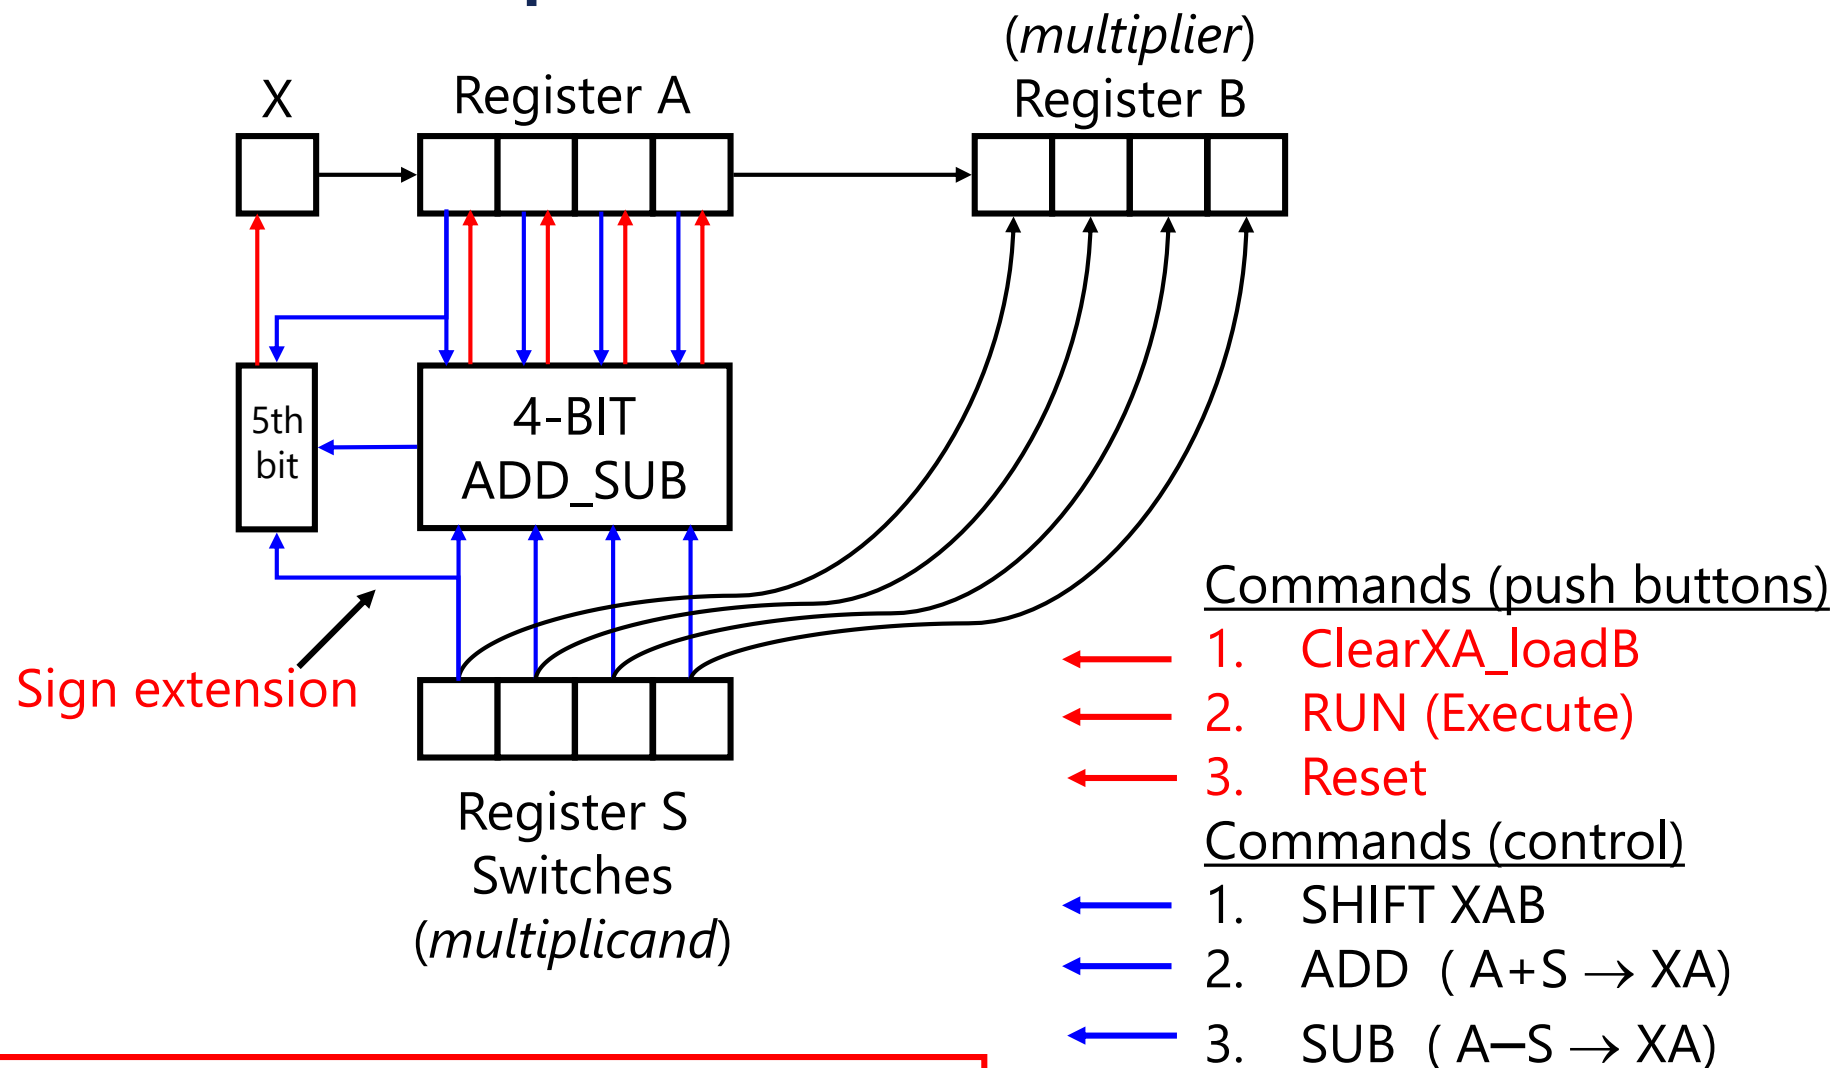 (multiplier)
X
Register A
Register B
5th
bit
4-BIT
ADD_SUB
Sign extension
Register S
Switches
(multiplicand)
Commands (push buttons)
1. ClearXA_loadB
2. RUN (Execute)
3. Reset
Commands (control)
1. SHIFT XAB
2. ADD ( A+S → XA)
3. SUB ( A–S → XA)